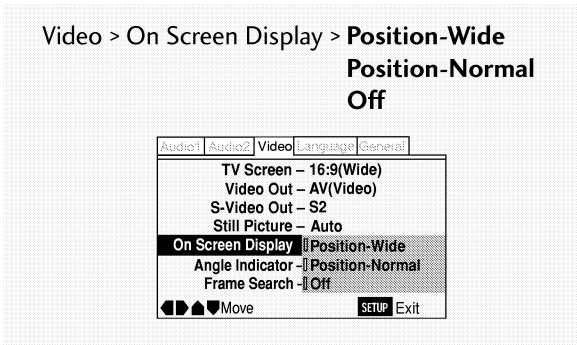 Video > On Screen Display > Position-Wide
Position-Normal
Off
Audio1 Audio2 Video Language General
TV Screen – 16:9(Wide)
Video Out – AV(Video)
S-Video Out – S2
Still Picture – Auto
On Screen Display Position-Wide
Angle Indicator – Position-Normal
Frame Search – Off
Move SETUP Exit